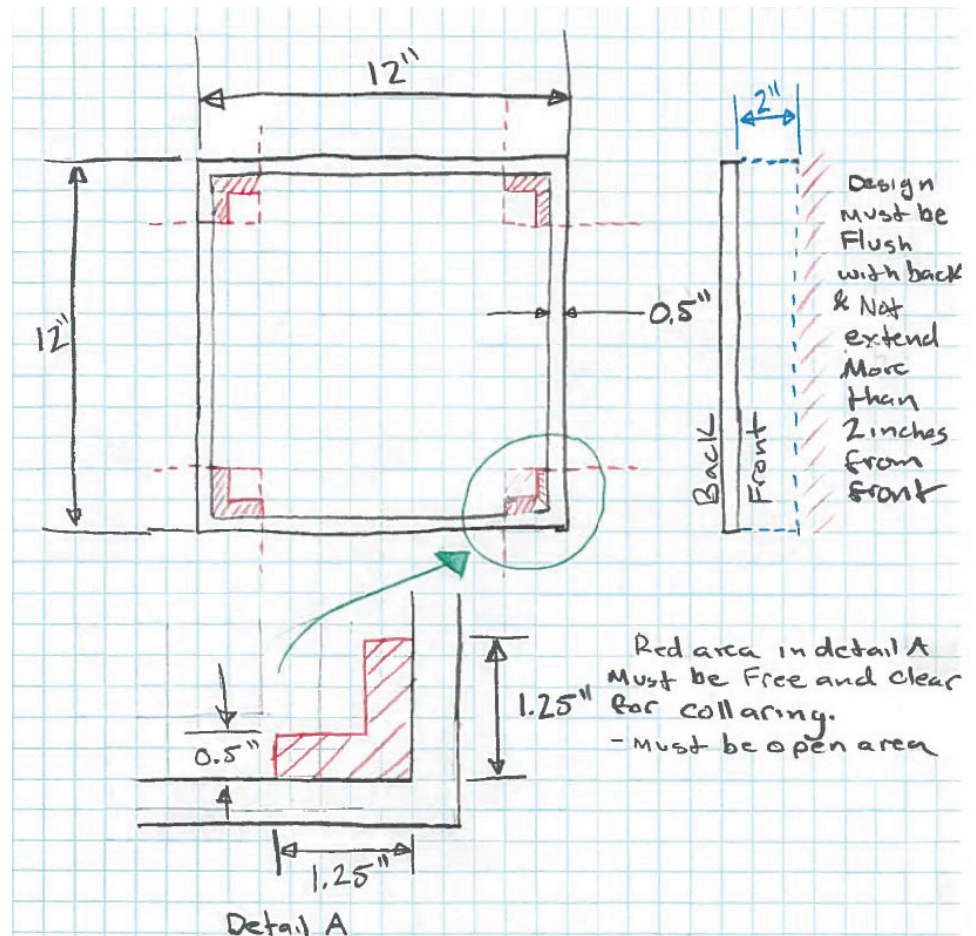 12"
2"
12"
0.5"
Back
Front
Design
Must be
Flush
with back
& Not
extend
More
than
2 inches
from
front
0.5"
1.25"
1.25"
Red area in detail A
Must be Free and clear
for collaring.
- Must be open area
Detail A